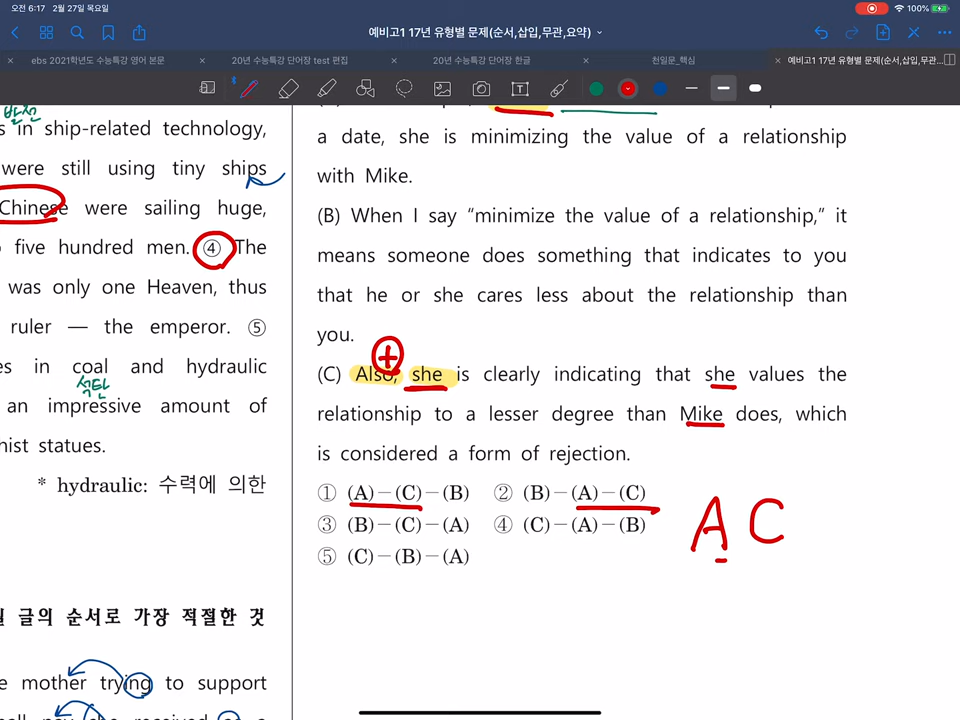 오전 6:17 2월 27일 목요일
100%
예비고1 17년 유형별 문제(순서,삽입,무관,요약)
ebs 2021학년도 수능특강 영어 본문
20년 수능특강 단어장 test 편집
20년 수능특강 단어장 한글
천일문_핵심
예비고1 17년 유형별 문제(순서,삽입,무관,요약)
발전
s in ship-related technology,
were still using tiny ships
Chinese were sailing huge,
five hundred men. ④ The
was only one Heaven, thus
ruler — the emperor. ⑤
es in coal and hydraulic
석탄
an impressive amount of
hist statues.
* hydraulic: 수력에 의한
글의 순서로 가장 적절한 것
e mother trying to support
a date, she is minimizing the value of a relationship
with Mike.
(B) When I say “minimize the value of a relationship,” it
means someone does something that indicates to you
that he or she cares less about the relationship than
you.
(C) Also, she is clearly indicating that she values the
relationship to a lesser degree than Mike does, which
is considered a form of rejection.
① (A)－(C)－(B) ② (B)－(A)－(C)
③ (B)－(C)－(A) ④ (C)－(A)－(B)
⑤ (C)－(B)－(A)
A C